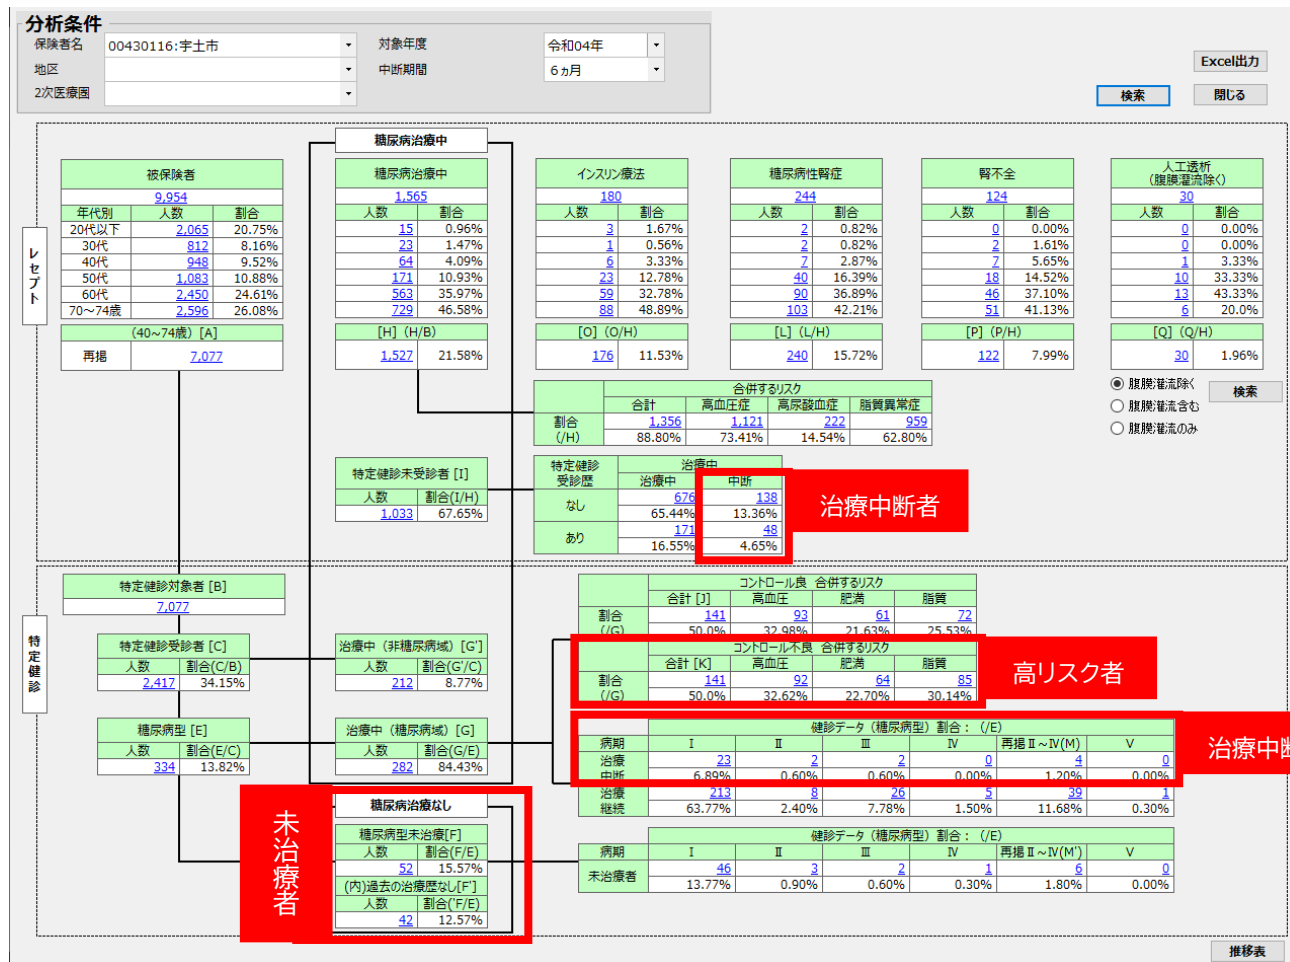 分析条件
保険者名 00430116:宇土市 対象年度 令和04年
地区 中断期間 6ヵ月
2次医療圏
Excel出力
検索 閉じる
糖尿病治療中
レセプト
被保険者
9,954
年代別 人数 割合
20代以下 2,065 20.75%
30代 812 8.16%
40代 948 9.52%
50代 1,083 10.88%
60代 2,450 24.61%
70～74歳 2,596 26.08%
(40～74歳) [A]
再掲 7,077
糖尿病治療中
1,565
人数 割合
15 0.96%
23 1.47%
64 4.09%
171 10.93%
563 35.97%
729 46.58%
[H] (H/B)
1,527 21.58%
インスリン療法
180
人数 割合
3 1.67%
1 0.56%
6 3.33%
23 12.78%
59 32.78%
88 48.89%
[O] (O/H)
176 11.53%
糖尿病性腎症
244
人数 割合
2 0.82%
2 0.82%
7 2.87%
40 16.39%
90 36.89%
103 42.21%
[L] (L/H)
240 15.72%
腎不全
124
人数 割合
0 0.00%
2 1.61%
7 5.65%
18 14.52%
46 37.10%
51 41.13%
[P] (P/H)
122 7.99%
人工透析
(腹膜灌流除く)
30
人数 割合
0 0.00%
0 0.00%
1 3.33%
10 33.33%
13 43.33%
6 20.0%
[Q] (Q/H)
30 1.96%
腹膜灌流除く
腹膜灌流含む
腹膜灌流のみ
検索
合併するリスク
合計 高血圧症 高尿酸血症 脂質異常症
割合 1,356 1,121 222 959
(/H) 88.80% 73.41% 14.54% 62.80%
特定健診未受診者 [I]
人数 割合(I/H)
1,033 67.65%
特定健診 治療中
受診歴 治療中 中断
なし 676 138
65.44% 13.36%
あり 171 48
16.55% 4.65%
治療中断者
特定健診
特定健診対象者 [B]
7,077
特定健診受診者 [C]
人数 割合(C/B)
2,417 34.15%
糖尿病型 [E]
人数 割合(E/C)
334 13.82%
治療中（非糖尿病域）[G']
人数 割合(G'/C)
212 8.77%
治療中（糖尿病域）[G]
人数 割合(G/E)
282 84.43%
コントロール良 合併するリスク
合計 [J] 高血圧 肥満 脂質
割合 141 93 61 72
(/G) 50.0% 32.98% 21.63% 25.53%
コントロール不良 合併するリスク
合計 [K] 高血圧 肥満 脂質
割合 141 92 64 85
(/G) 50.0% 32.62% 22.70% 30.14%
高リスク者
健診データ（糖尿病型）割合：（/E）
病期 I II III IV 再掲II～IV(M) V
治療 23 2 2 0 4 0
中断 6.89% 0.60% 0.60% 0.00% 1.20% 0.00%
治療 213 8 26 5 39 1
継続 63.77% 2.40% 7.78% 1.50% 11.68% 0.30%
治療中断
糖尿病治療なし
未治療者
糖尿病型未治療[F]
人数 割合(F/E)
52 15.57%
(内)過去の治療歴なし[F']
人数 割合('F/E)
42 12.57%
健診データ（糖尿病型）割合：（/E）
病期 I II III IV 再掲II～IV(M') V
未治療者 46 3 2 1 6 0
13.77% 0.90% 0.60% 0.30% 1.80% 0.00%
推移表